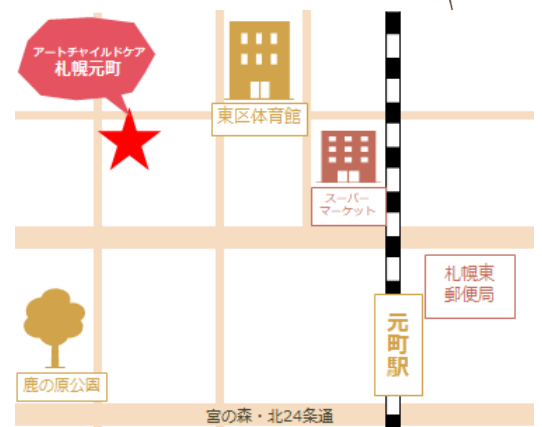 アートチャイルドケア
札幌元町
東区体育館
スーパー
マーケット
札幌東
郵便局
元町駅
鹿の原公園
宮の森・北24条通